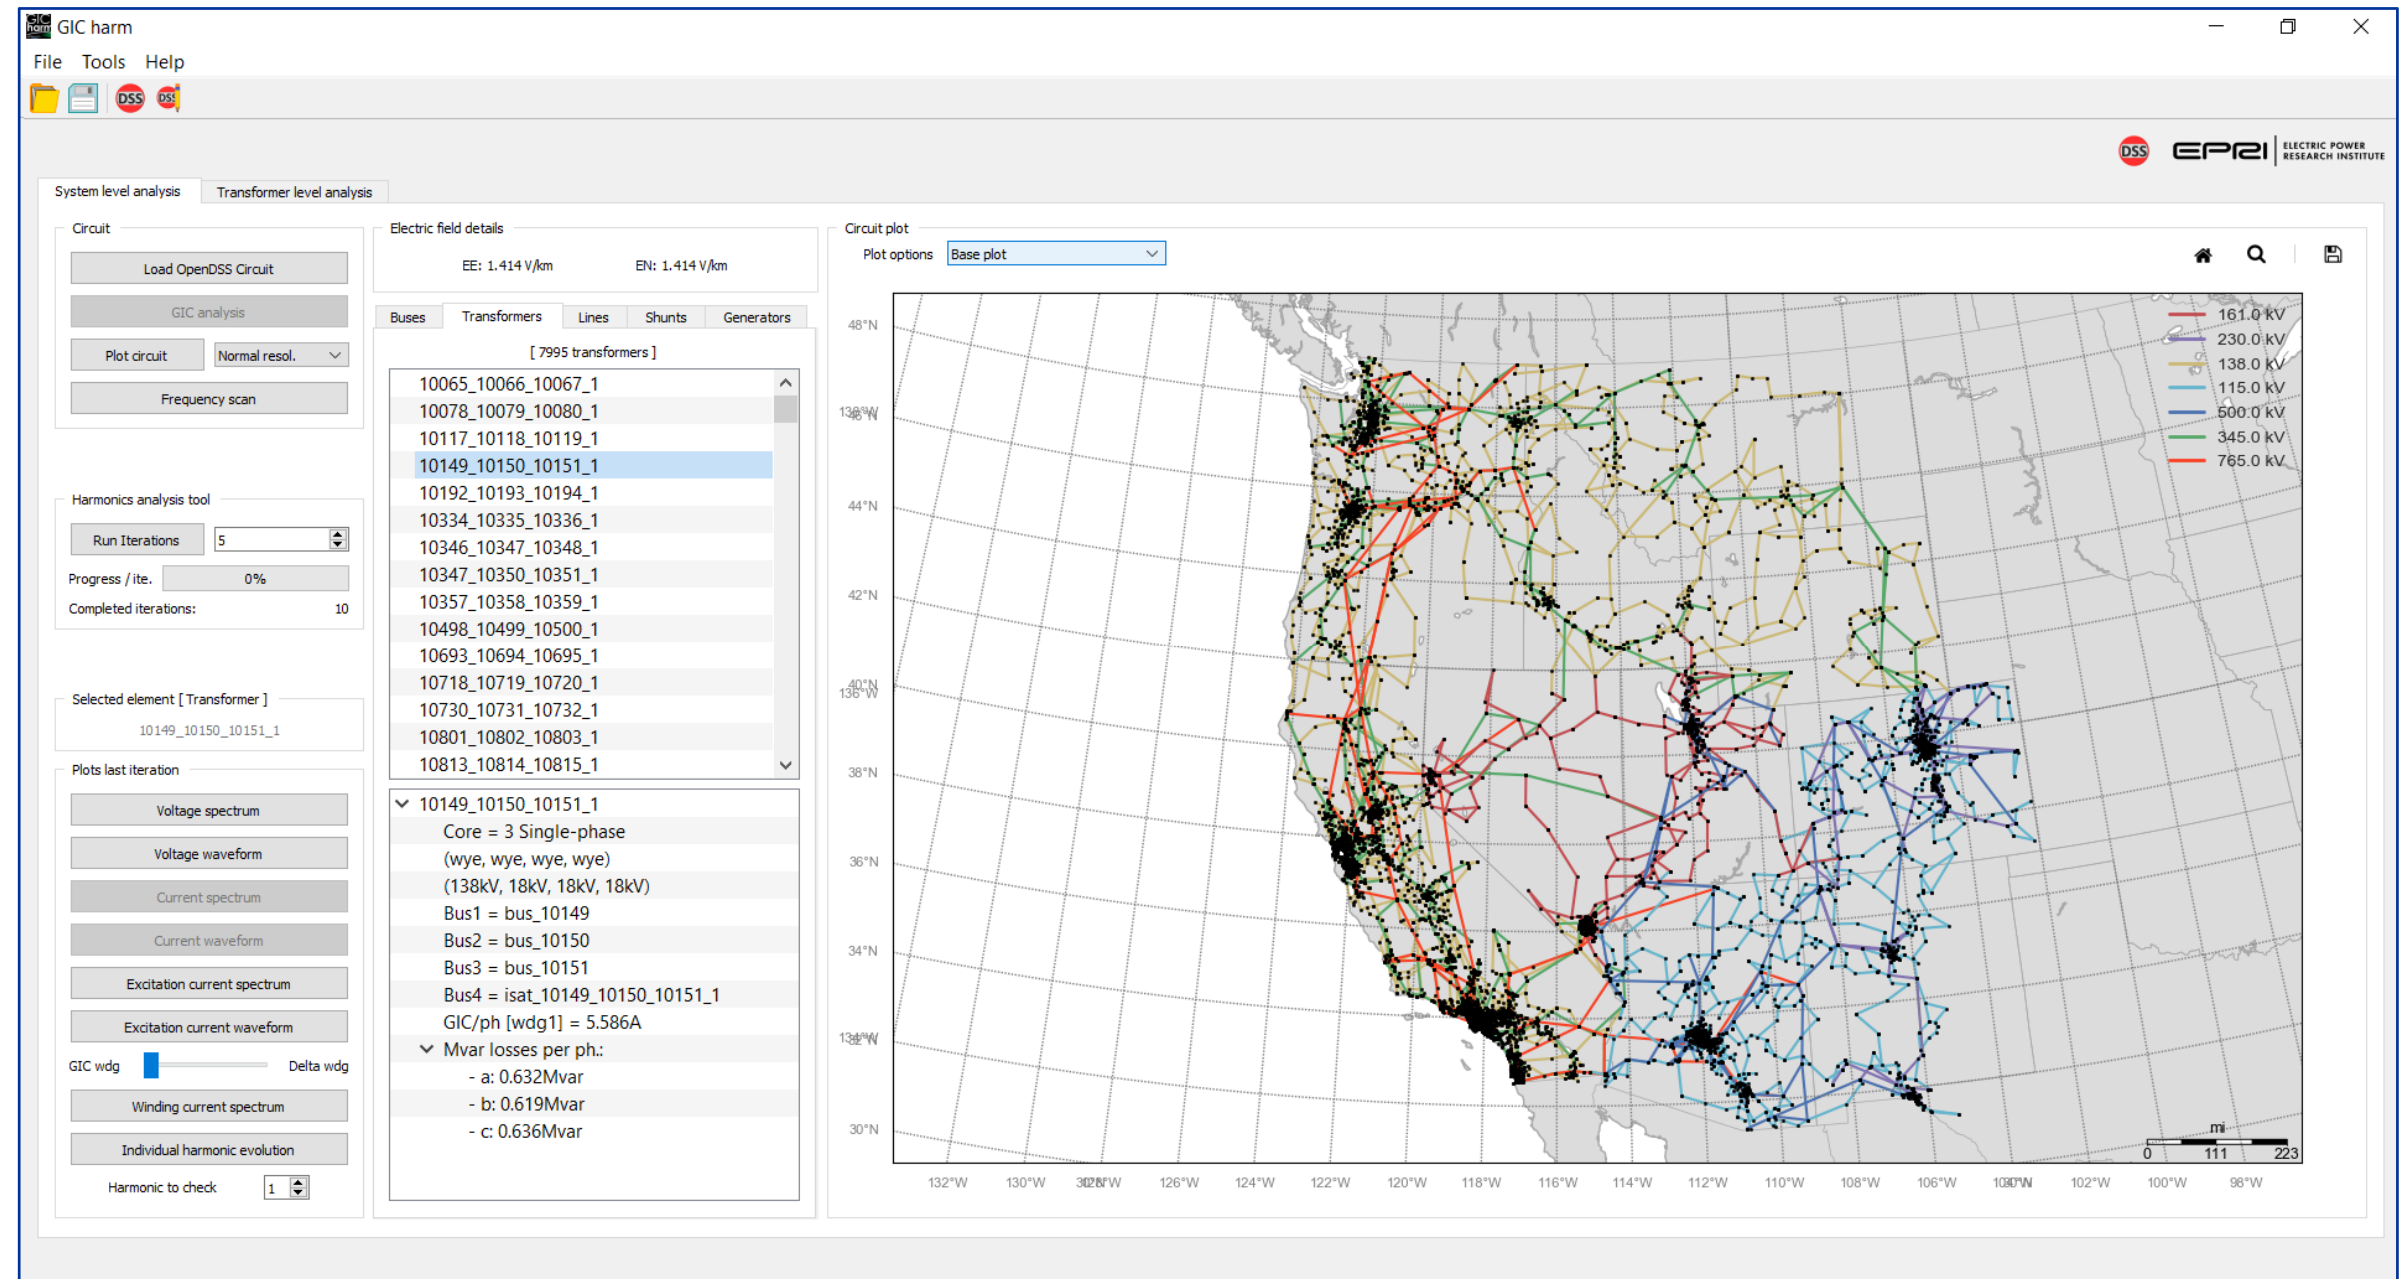 GIC harm
GIC harm
File Tools Help
DSS DSS
DSS EPRI ELECTRIC POWER
RESEARCH INSTITUTE
System level analysis Transformer level analysis
Circuit
Load OpenDSS Circuit
GIC analysis
Plot circuit Normal resol.
Frequency scan
Harmonics analysis tool
Run Iterations 5
Progress / ite. 0%
Completed iterations: 10
Selected element [ Transformer ]
10149_10150_10151_1
Plots last iteration
Voltage spectrum
Voltage waveform
Current spectrum
Current waveform
Excitation current spectrum
Excitation current waveform
GIC wdg Delta wdg
Winding current spectrum
Individual harmonic evolution
Harmonic to check 1
Electric field details
EE: 1.414 V/km EN: 1.414 V/km
Buses Transformers Lines Shunts Generators
[ 7995 transformers ]
10065_10066_10067_1
10078_10079_10080_1
10117_10118_10119_1
10149_10150_10151_1
10192_10193_10194_1
10334_10335_10336_1
10346_10347_10348_1
10347_10350_10351_1
10357_10358_10359_1
10498_10499_10500_1
10693_10694_10695_1
10718_10719_10720_1
10730_10731_10732_1
10801_10802_10803_1
10813_10814_10815_1
10149_10150_10151_1
Core = 3 Single-phase
(wye, wye, wye, wye)
(138kV, 18kV, 18kV, 18kV)
Bus1 = bus_10149
Bus2 = bus_10150
Bus3 = bus_10151
Bus4 = isat_10149_10150_10151_1
GIC/ph [wdg1] = 5.586A
Mvar losses per ph.:
- a: 0.632Mvar
- b: 0.619Mvar
- c: 0.636Mvar
Circuit plot
Plot options Base plot
161.0 kV
230.0 kV
138.0 kV
115.0 kV
500.0 kV
345.0 kV
765.0 kV
48°N
44°N
42°N
40°N
38°N
36°N
34°N
30°N
mi
0 111 223
132°W 130°W 126°W 124°W 122°W 120°W 118°W 116°W 114°W 112°W 110°W 108°W 106°W 102°W 100°W 98°W